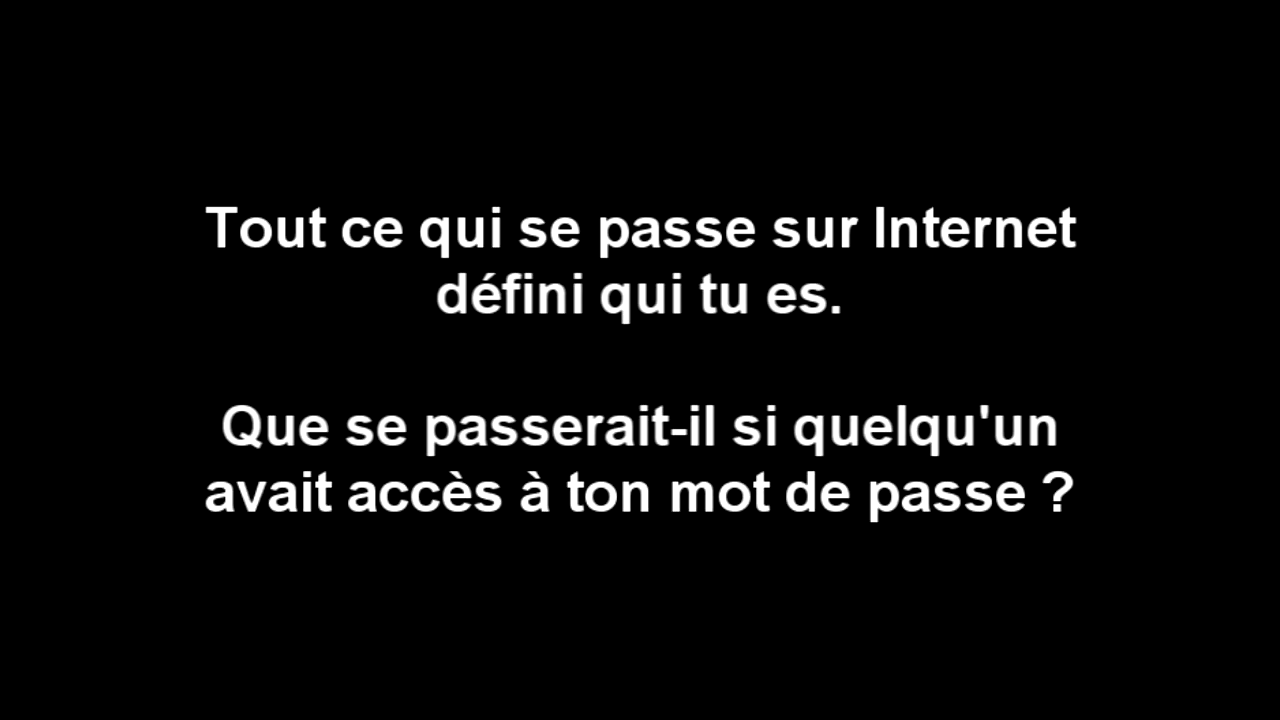 Tout ce qui se passe sur Internet
défini qui tu es.
Que se passerait-il si quelqu'un
avait accès à ton mot de passe ?